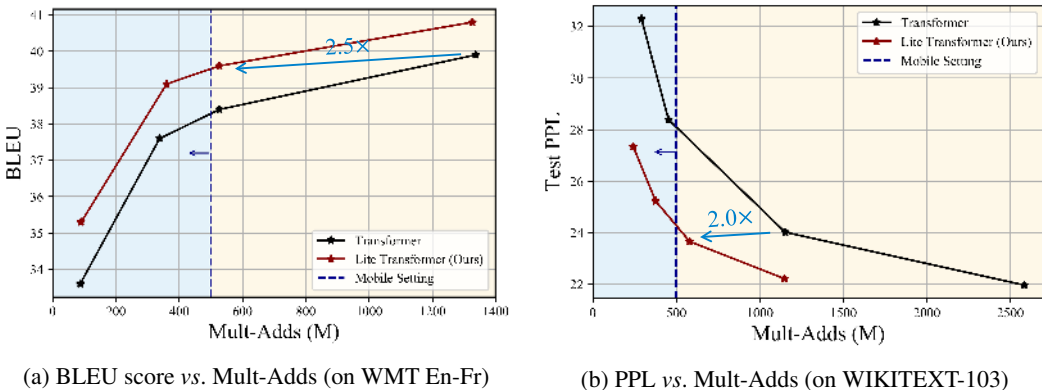 41
40
39
38
37
36
35
34
BLEU
0 200 400 600 800 1000 1200 1400
Mult-Adds (M)
2.5×
Transformer
Lite Transformer (Ours)
Mobile Setting
(a) BLEU score vs. Mult-Adds (on WMT En-Fr)
32
30
28
26
24
22
Test PPL
0 500 1000 1500 2000 2500
Mult-Adds (M)
Transformer
Lite Transformer (Ours)
Mobile Setting
2.0×
(b) PPL vs. Mult-Adds (on WIKITEXT-103)